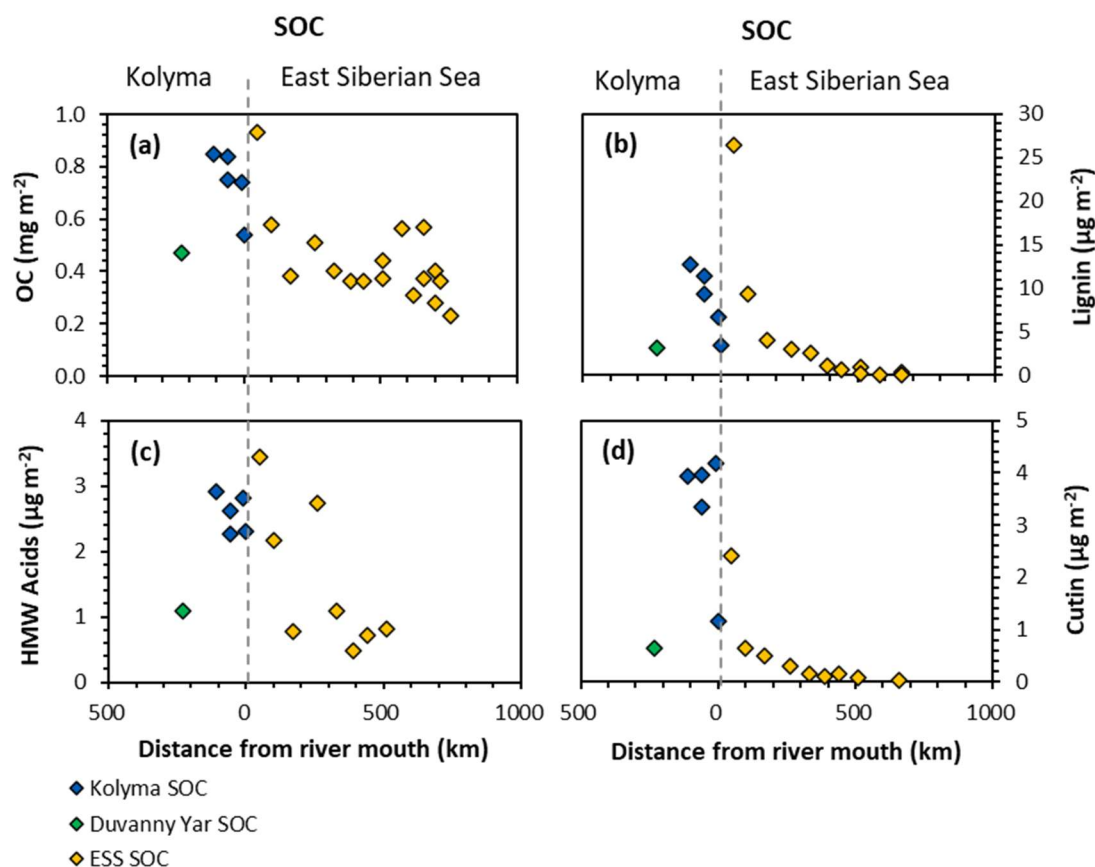 SOC SOC
Kolyma East Siberian Sea Kolyma East Siberian Sea
1.0 (a) (b) 30
0.8 25
0.6 20
0.4 15
0.2 10
0.0 5
0
OC (mg m-2)
Lignin (µg m-2)
4 (c) (d) 5
3 4
2 3
1 2
0 1
0
HMW Acids (µg m-2)
Cutin (µg m-2)
500 0 500 1000 500 0 500 1000
Distance from river mouth (km) Distance from river mouth (km)
Kolyma SOC
Duvanny Yar SOC
ESS SOC